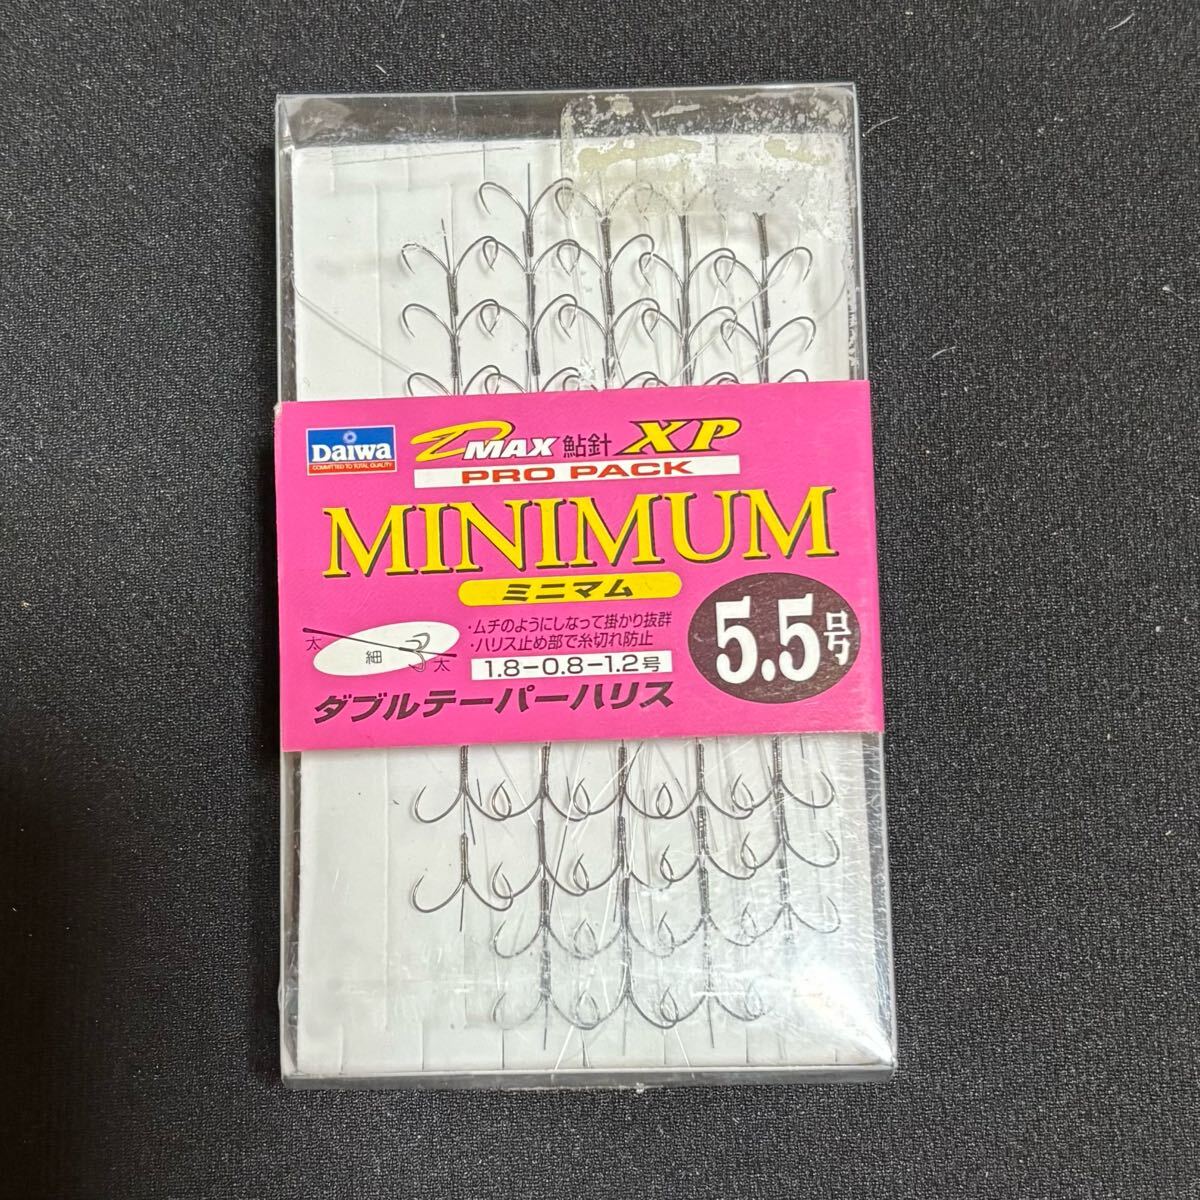 Daiwa
COMMITTED TO TOTAL QUALITY
DMAX 鮎針 XP
PRO PACK
MINIMUM
ミニマム
・ムチのようにしなって掛かり抜群
・ハリス止め部で糸切れ防止
太 細 太
1.8-0.8-1.2号
5.5号
ダブルテーパーハリス